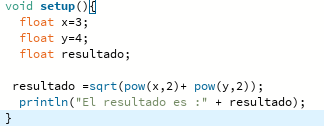 void setup(){
  float x=3;
  float y=4;
  float resultado;

 resultado =sqrt(pow(x,2)+ pow(y,2));
  println("El resultado es :" + resultado);
}